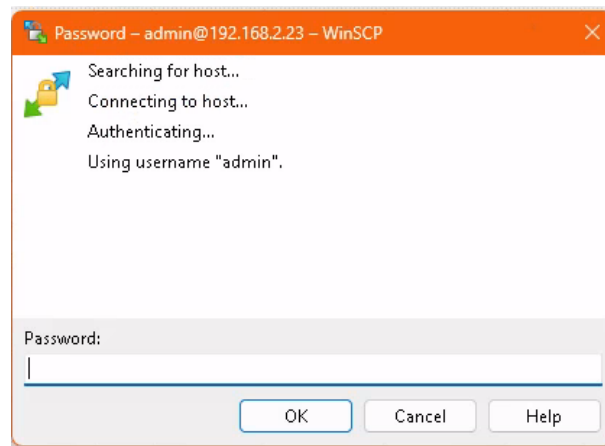 Password – admin@192.168.2.23 – WinSCP
Searching for host...
Connecting to host...
Authenticating...
Using username "admin".
Password:
OK Cancel Help